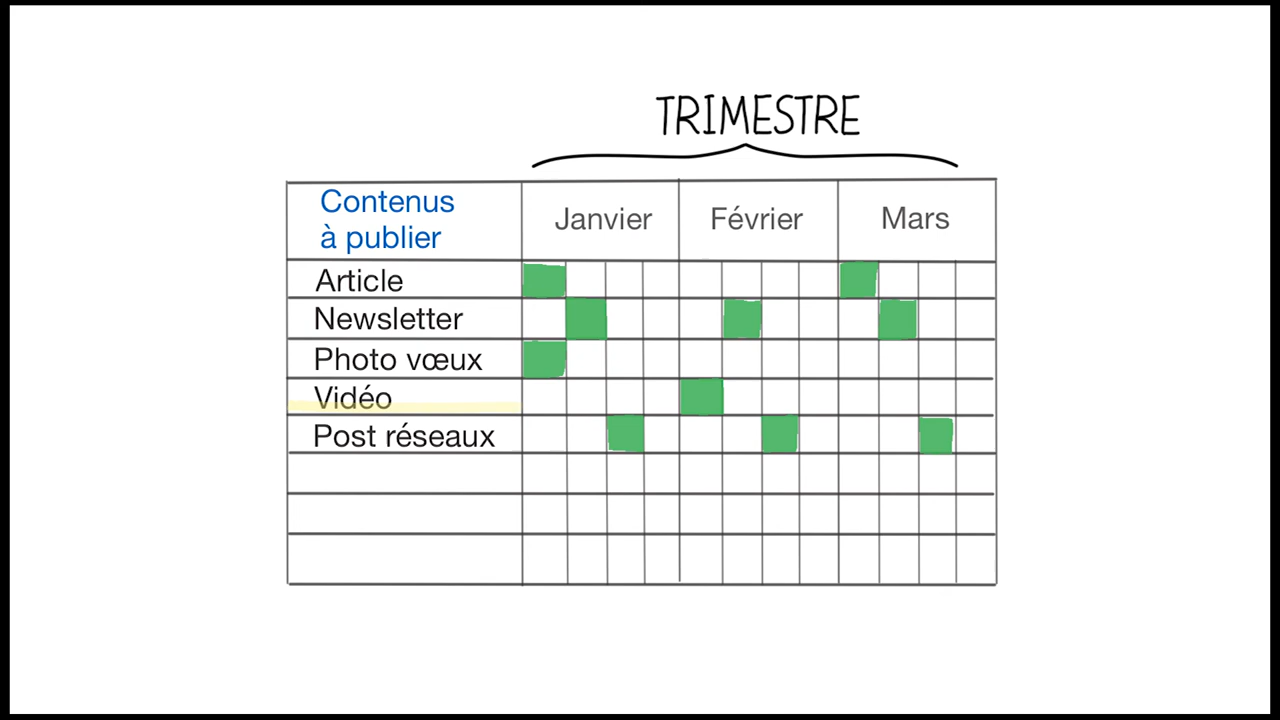 TRIMESTRE
Contenus
à publier
Janvier
Février
Mars
Article
Newsletter
Photo vœux
Vidéo
Post réseaux